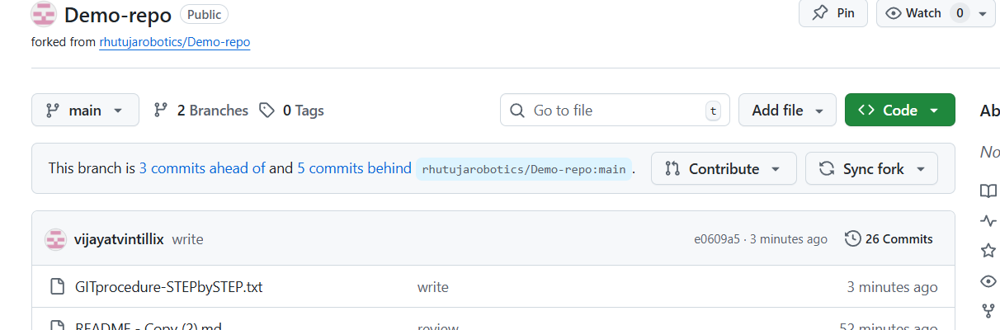 Demo-repo Public Pin Watch 0
forked from rhutujarobotics/Demo-repo
main 2 Branches 0 Tags Go to file t Add file Code Ab
This branch is 3 commits ahead of and 5 commits behind rhutujarobotics/Demo-repo:main . Contribute Sync fork No
vijayatvintillix write e0609a5 · 3 minutes ago 26 Commits
GITprocedure-STEPbySTEP.txt write 3 minutes ago
README - Copy (2).md review 52 minutes ago